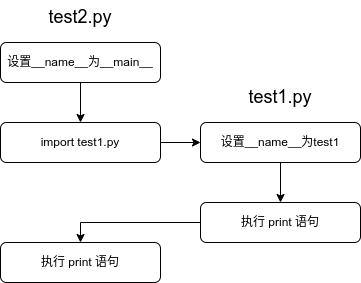 test2.py
设置__name__为__main__
import test1.py
test1.py
设置__name__为test1
执行 print 语句
执行 print 语句